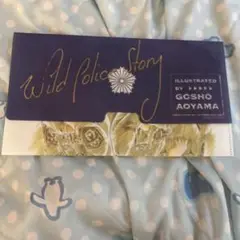 Wild Police Story
ILLUSTRATED
BY
GOSHO
AOYAMA